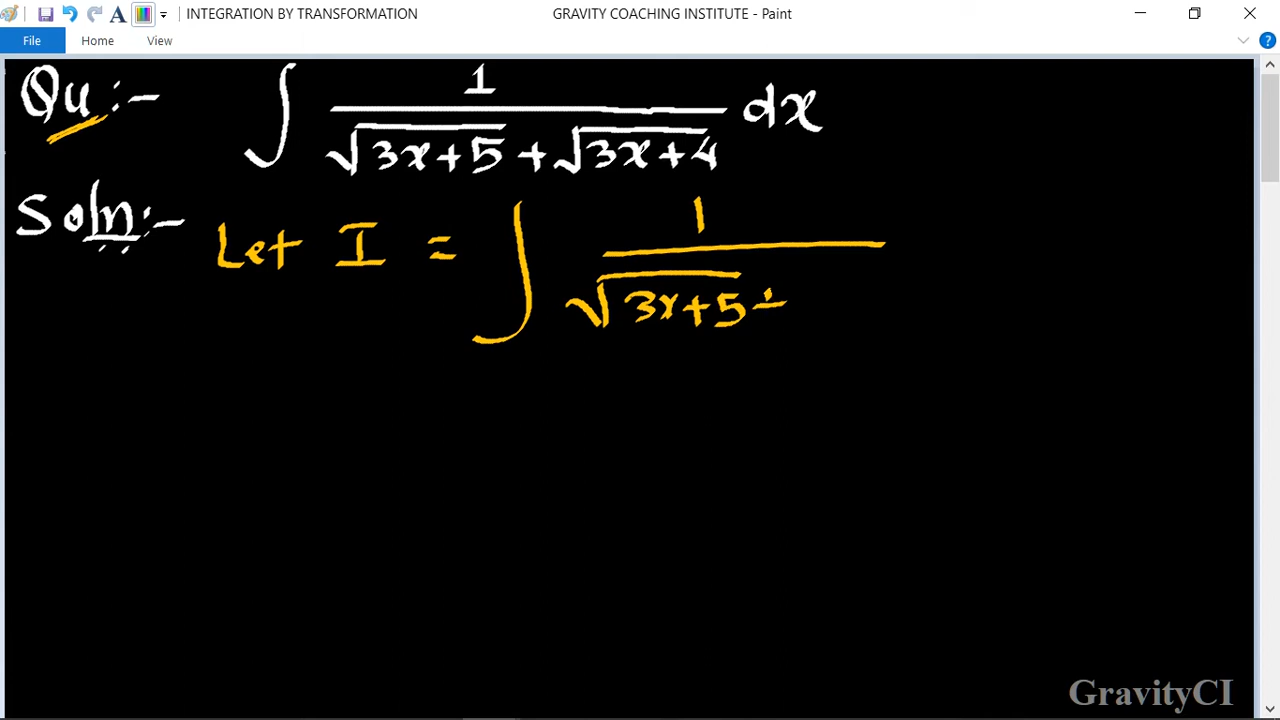 INTEGRATION BY TRANSFORMATION GRAVITY COACHING INSTITUTE - Paint
File Home View
Qu :- ∫ 1/(√(3x+5) + √(3x+4)) dx
Soln :- Let I = ∫ 1/(√(3x+5) +
GravityCI